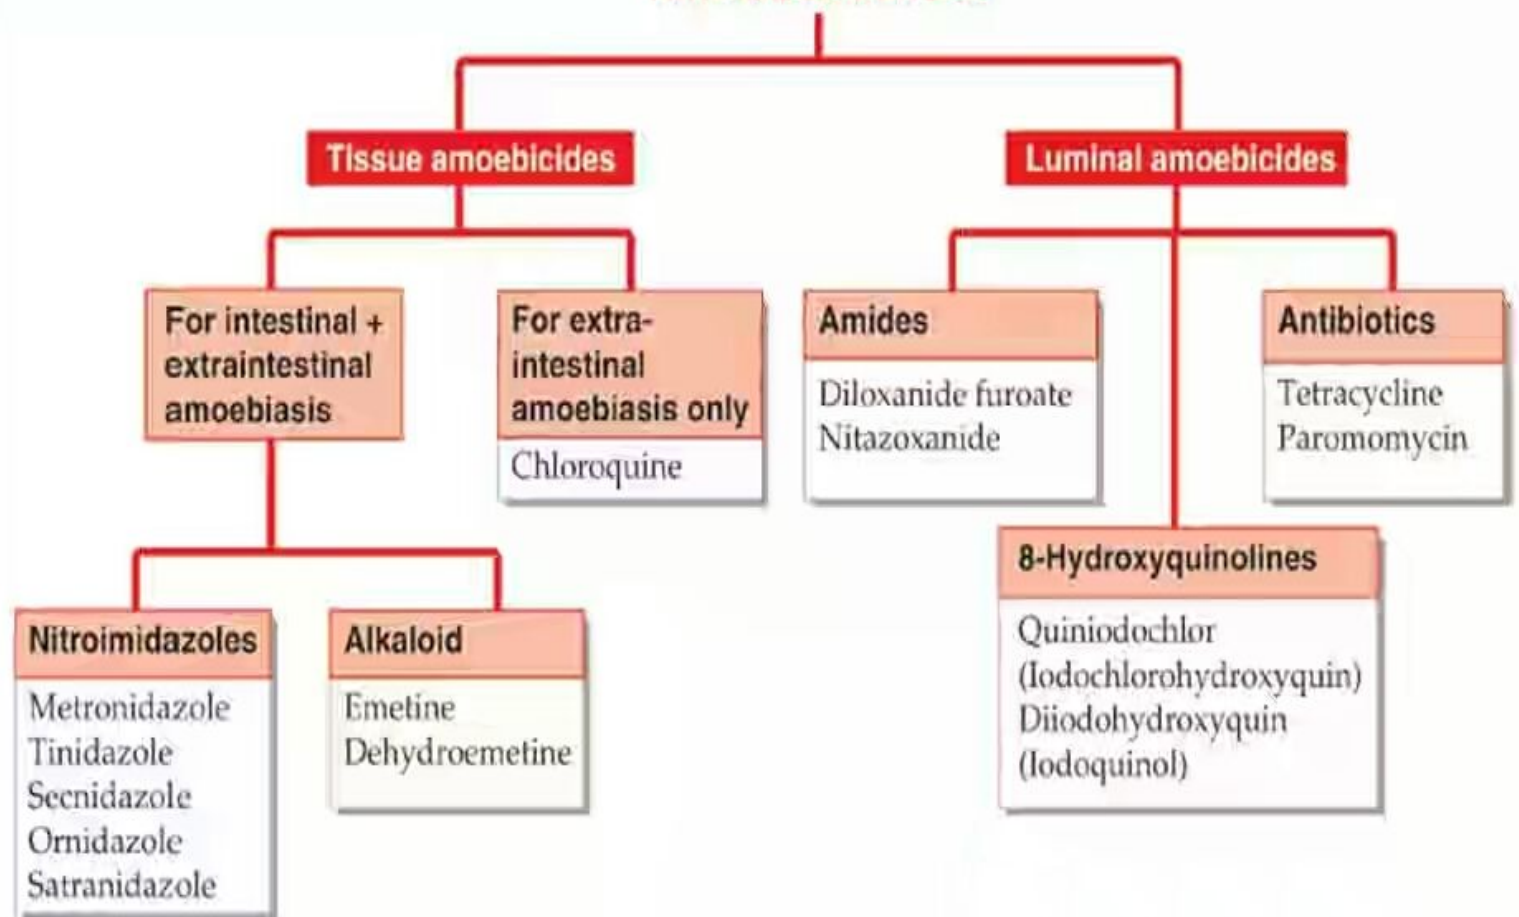 Tissue amoebicides
Luminal amoebicides
For intestinal +
extraintestinal
amoebiasis
For extra-
intestinal
amoebiasis only
Chloroquine
Amides
Diloxanide furoate
Nitazoxanide
Antibiotics
Tetracycline
Paromomycin
8-Hydroxyquinolines
Quiniodochlor
(Iodochlorohydroxyquin)
Diiodohydroxyquin
(Iodoquinol)
Nitroimidazoles
Metronidazole
Tinidazole
Secnidazole
Ornidazole
Satranidazole
Alkaloid
Emetine
Dehydroemetine